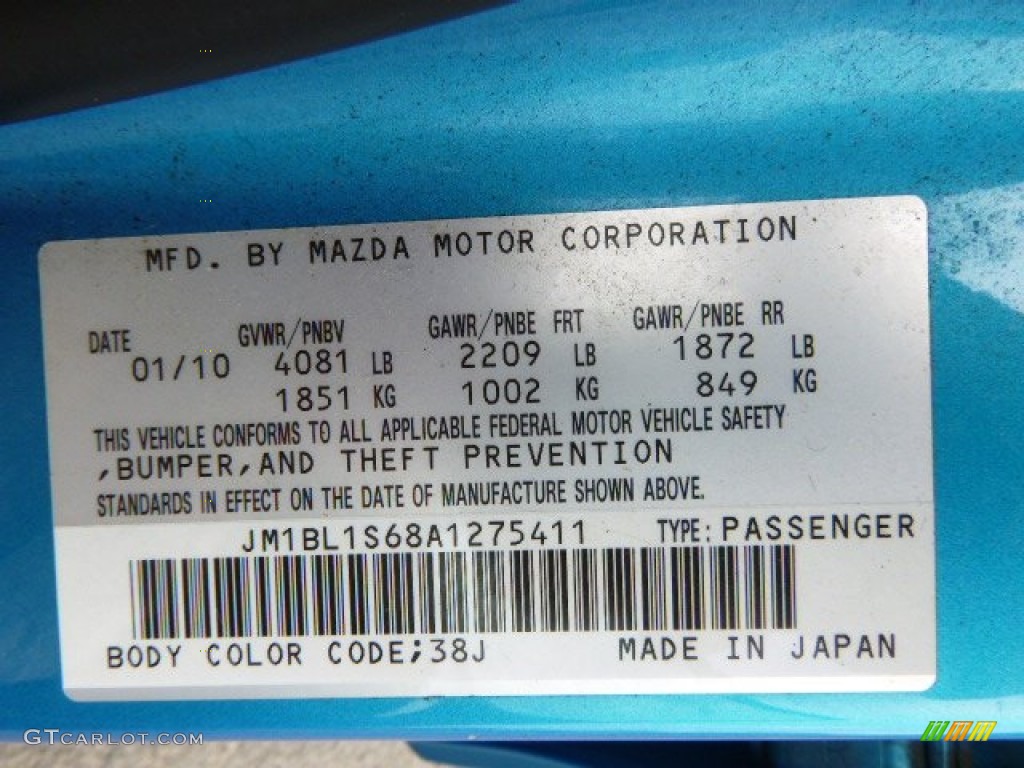 MFD. BY MAZDA MOTOR CORPORATION
DATE GVWR/PNBV GAWR/PNBE FRT GAWR/PNBE RR
01/10 4081 LB 2209 LB 1872 LB
1851 KG 1002 KG 849 KG
THIS VEHICLE CONFORMS TO ALL APPLICABLE FEDERAL MOTOR VEHICLE SAFETY
,BUMPER,AND THEFT PREVENTION
STANDARDS IN EFFECT ON THE DATE OF MANUFACTURE SHOWN ABOVE.
JM1BL1S68A1275411 TYPE: PASSENGER
BODY COLOR CODE;38J MADE IN JAPAN
GTCARLOT.COM